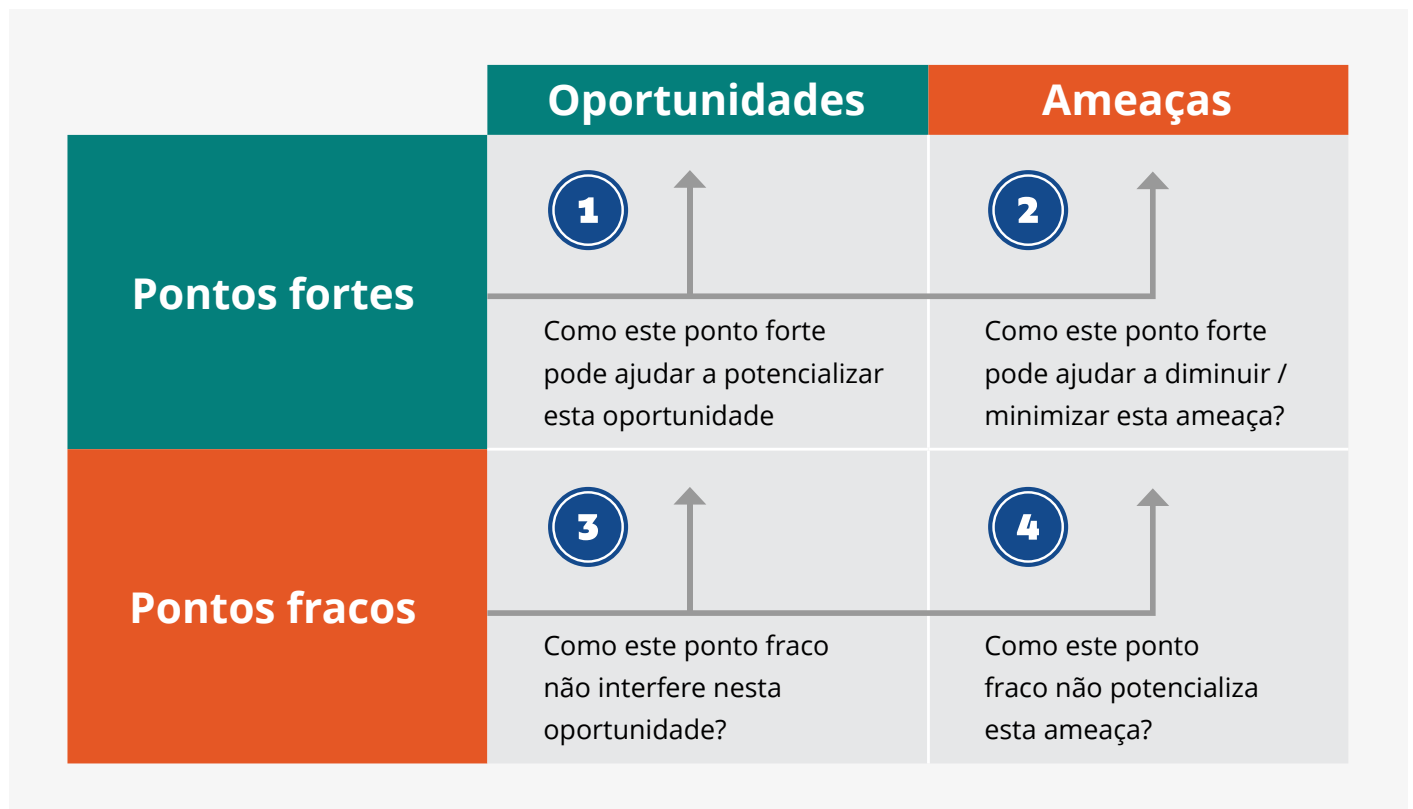 Oportunidades
Ameaças
Pontos fortes
1
Como este ponto forte
pode ajudar a potencializar
esta oportunidade
2
Como este ponto forte
pode ajudar a diminuir /
minimizar esta ameaça?
Pontos fracos
3
Como este ponto fraco
não interfere nesta
oportunidade?
4
Como este ponto
fraco não potencializa
esta ameaça?